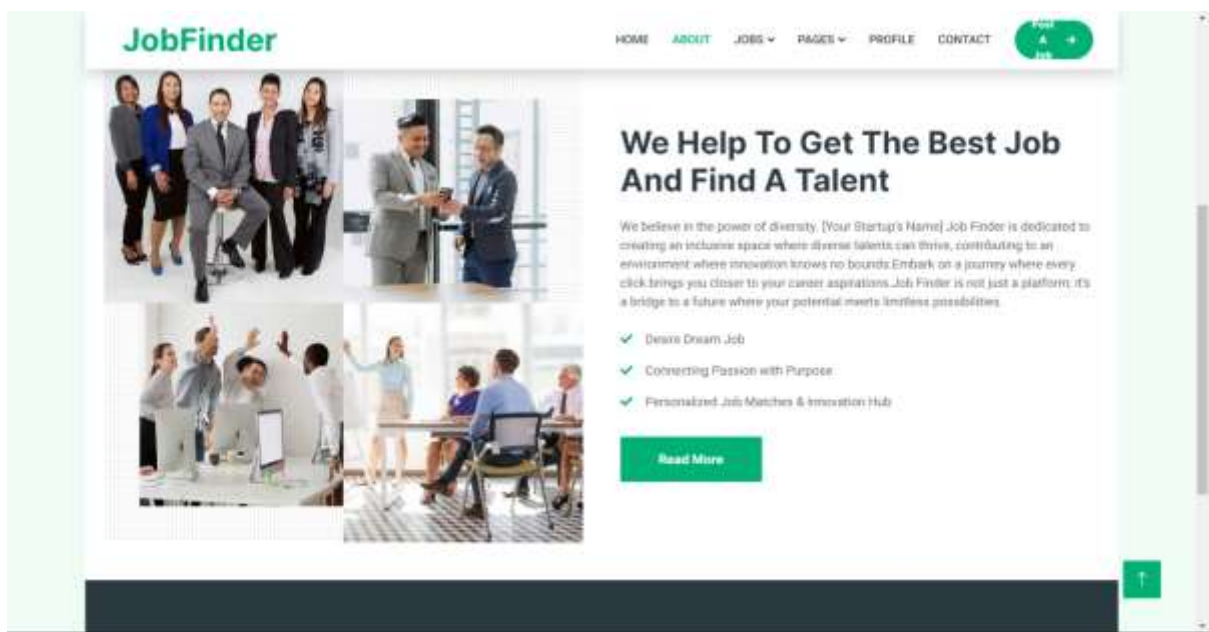 JobFinder
HOME ABOUT JOBS PAGES PROFILE CONTACT
Post
A
Job
We Help To Get The Best Job
And Find A Talent
We believe in the power of diversity. [Your Startup's Name] Job Finder is dedicated to
creating an inclusive space where diverse talents can thrive, contributing to an
environment where innovation knows no bounds.Embark on a journey where every
click brings you closer to your career aspirations.Job Finder is not just a platform; it's
a bridge to a future where your potential meets limitless possibilities.
Desire Dream Job
Connecting Passion with Purpose
Personalized Job Matches & Innovation Hub
Read More